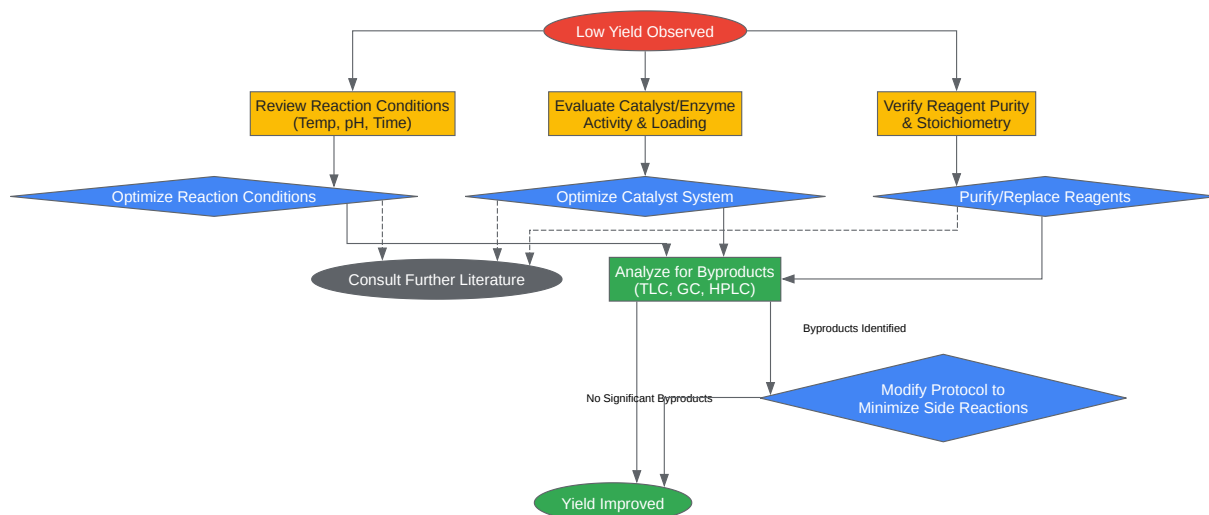 Low Yield Observed
Review Reaction Conditions
(Temp, pH, Time)
Evaluate Catalyst/Enzyme
Activity & Loading
Verify Reagent Purity
& Stoichiometry
Optimize Reaction Conditions
Optimize Catalyst System
Purify/Replace Reagents
Consult Further Literature
Analyze for Byproducts
(TLC, GC, HPLC)
Byproducts Identified
No Significant Byproducts
Modify Protocol to
Minimize Side Reactions
Yield Improved